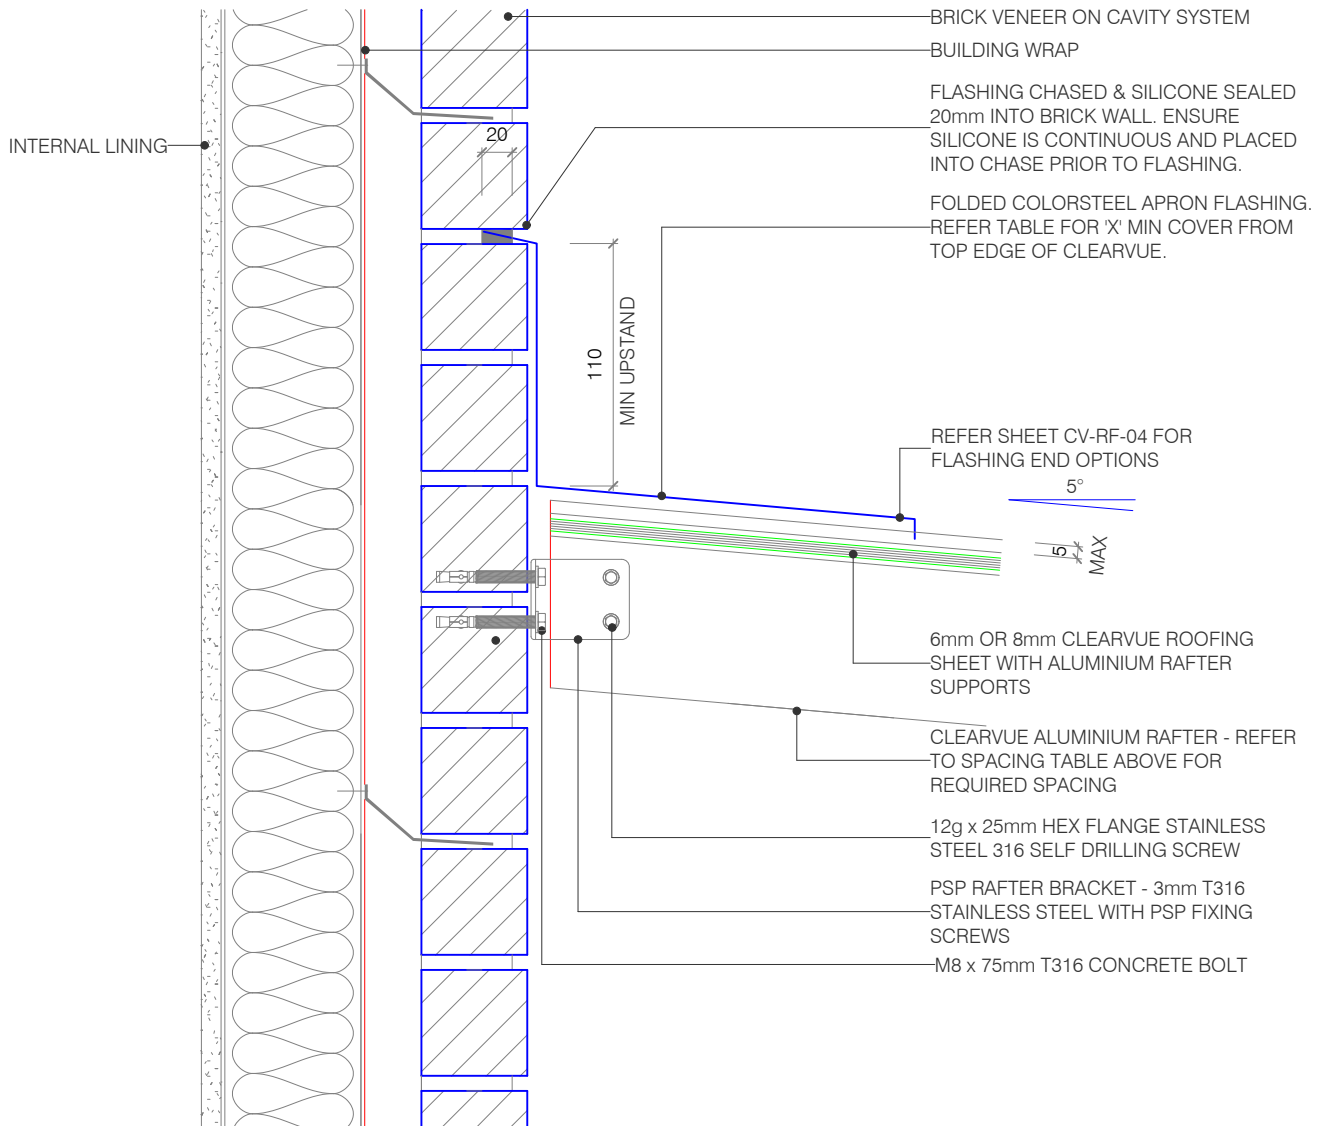 BRICK VENEER ON CAVITY SYSTEM
BUILDING WRAP
FLASHING CHASED & SILICONE SEALED
20mm INTO BRICK WALL. ENSURE
SILICONE IS CONTINUOUS AND PLACED
INTO CHASE PRIOR TO FLASHING.
INTERNAL LINING
20
FOLDED COLORSTEEL APRON FLASHING.
REFER TABLE FOR 'X' MIN COVER FROM
TOP EDGE OF CLEARVUE.
110
MIN UPSTAND
REFER SHEET CV-RF-04 FOR
FLASHING END OPTIONS
5°
5
MAX
6mm OR 8mm CLEARVUE ROOFING
SHEET WITH ALUMINIUM RAFTER
SUPPORTS
CLEARVUE ALUMINIUM RAFTER - REFER
TO SPACING TABLE ABOVE FOR
REQUIRED SPACING
12g x 25mm HEX FLANGE STAINLESS
STEEL 316 SELF DRILLING SCREW
PSP RAFTER BRACKET - 3mm T316
STAINLESS STEEL WITH PSP FIXING
SCREWS
M8 x 75mm T316 CONCRETE BOLT